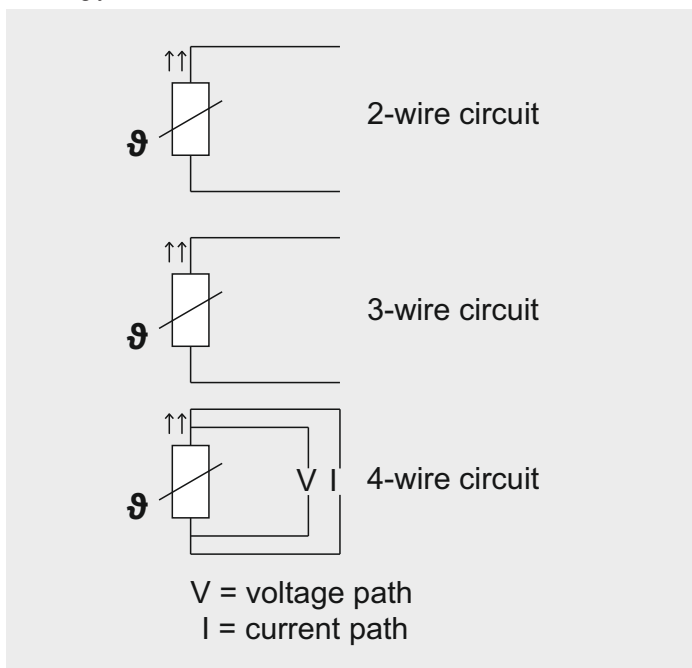 ϑ
2-wire circuit
ϑ
3-wire circuit
ϑ
V I
4-wire circuit
V = voltage path
I = current path